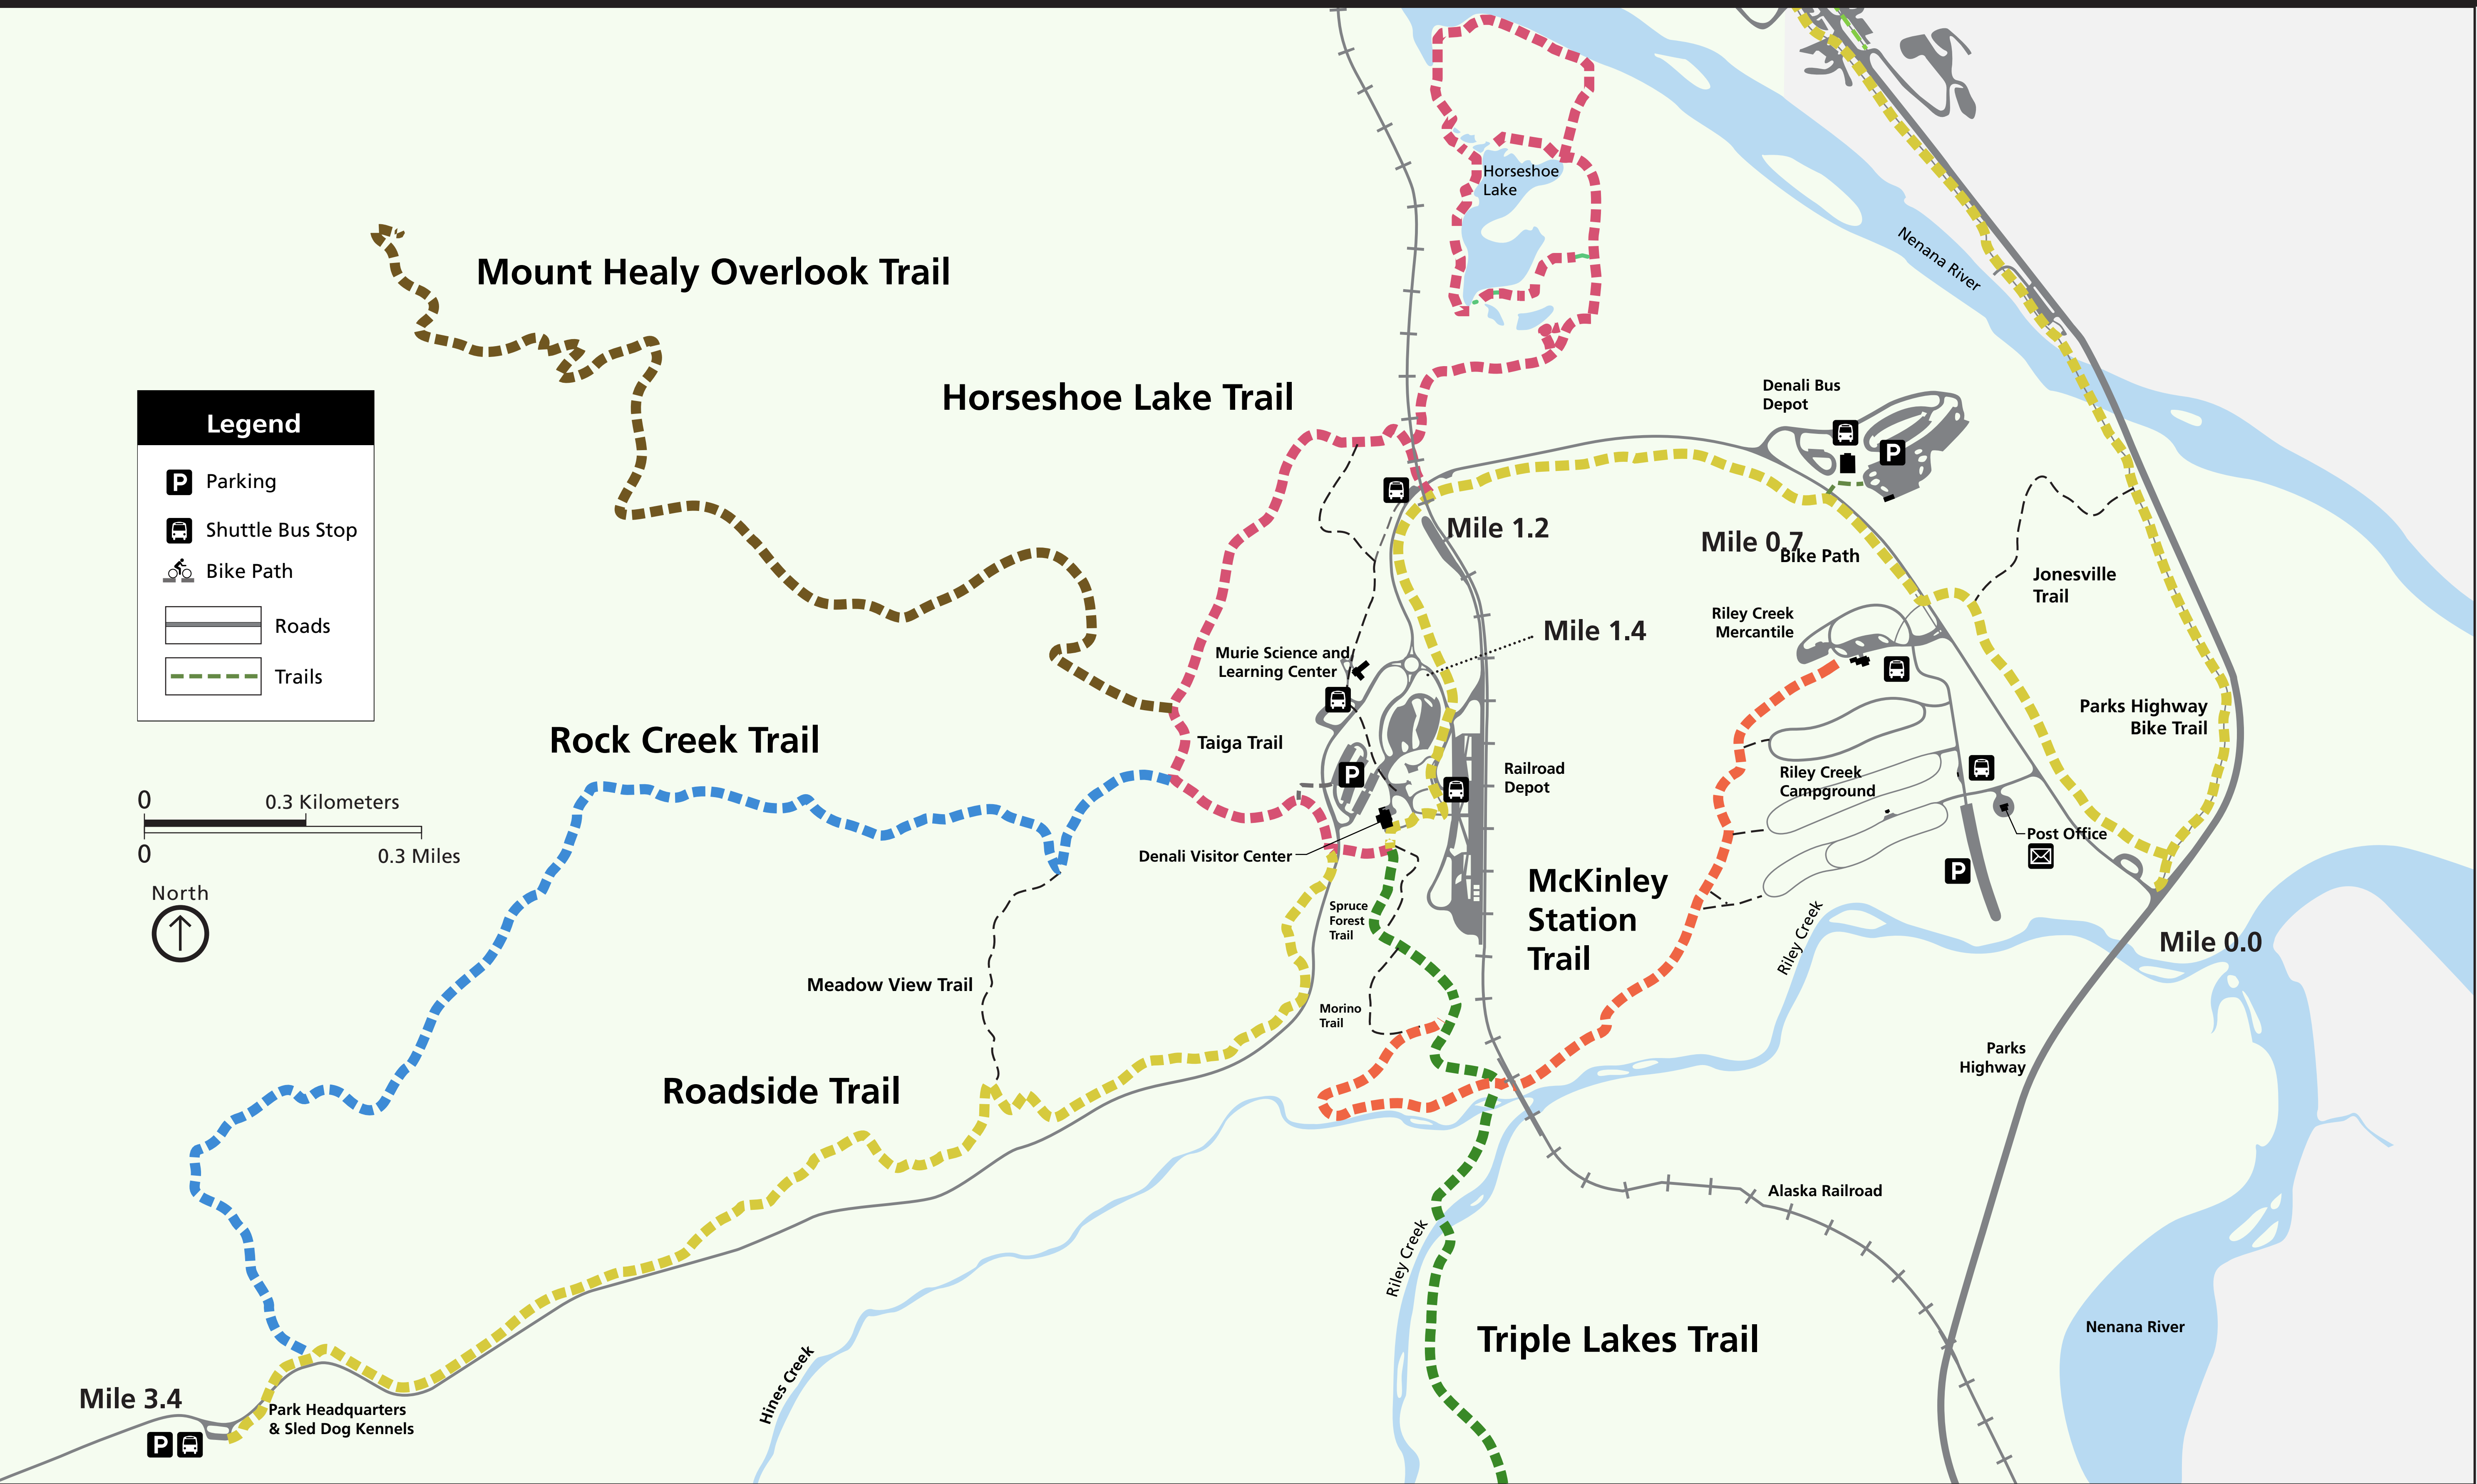 Horseshoe
Lake
Nenana River
Mount Healy Overlook Trail
Horseshoe Lake Trail
Denali Bus
Depot
P
Legend
P Parking
Shuttle Bus Stop
Bike Path
Roads
Trails
Mile 1.2
Mile 0.7
Bike Path
Jonesville
Trail
Riley Creek
Mercantile
Mile 1.4
Murie Science and
Learning Center
Parks Highway
Bike Trail
Rock Creek Trail
Taiga Trail
Railroad
Depot
P
Riley Creek
Campground
0 0.3 Kilometers
0 0.3 Miles
Post Office
Denali Visitor Center
P
North
McKinley
Station
Trail
Spruce
Forest
Trail
Riley Creek
Mile 0.0
Meadow View Trail
Morino
Trail
Parks
Highway
Roadside Trail
Alaska Railroad
Riley Creek
Triple Lakes Trail
Nenana River
Hines Creek
Mile 3.4
Park Headquarters
& Sled Dog Kennels
P